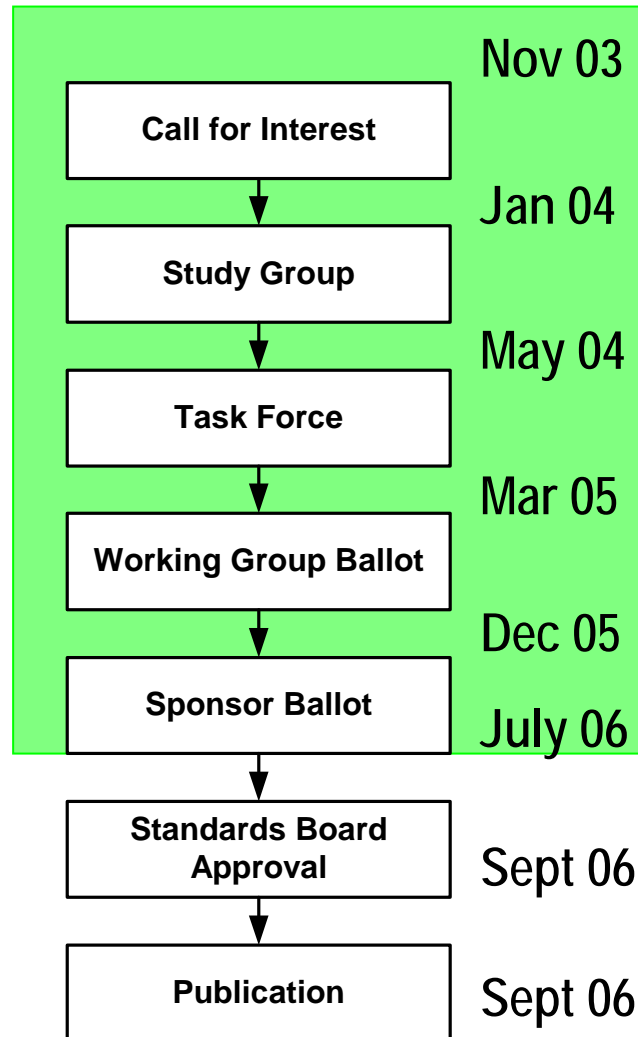 Nov 03
Call for Interest
Jan 04
Study Group
May 04
Task Force
Mar 05
Working Group Ballot
Dec 05
Sponsor Ballot
July 06
Standards Board
Approval
Sept 06
Publication
Sept 06